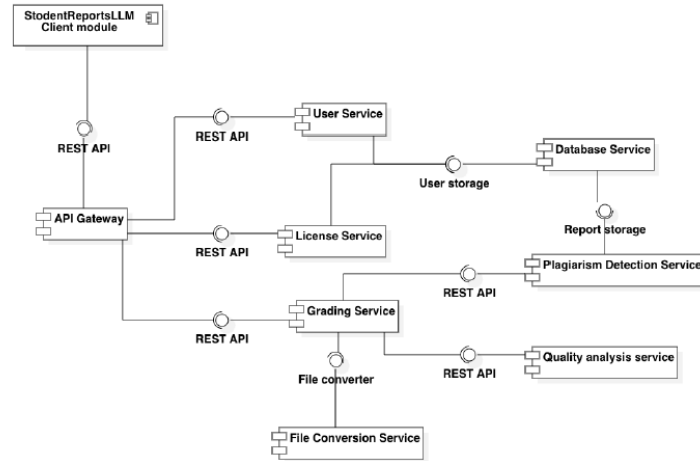 StodentReportsLLM
Client module
REST API
User Service
REST API
Database Service
User storage
API Gateway
License Service
REST API
Report storage
Plagiarism Detection Service
REST API
Grading Service
REST API
Quality analysis service
File converter
REST API
File Conversion Service